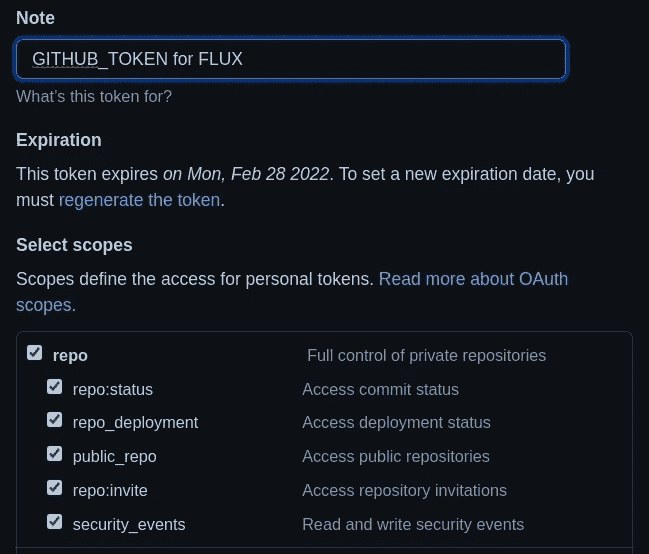 Note
GITHUB_TOKEN for FLUX
What's this token for?
Expiration
This token expires on Mon, Feb 28 2022. To set a new expiration date, you
must regenerate the token.
Select scopes
Scopes define the access for personal tokens. Read more about OAuth
scopes.
repo Full control of private repositories
repo:status Access commit status
repo_deployment Access deployment status
public_repo Access public repositories
repo:invite Access repository invitations
security_events Read and write security events